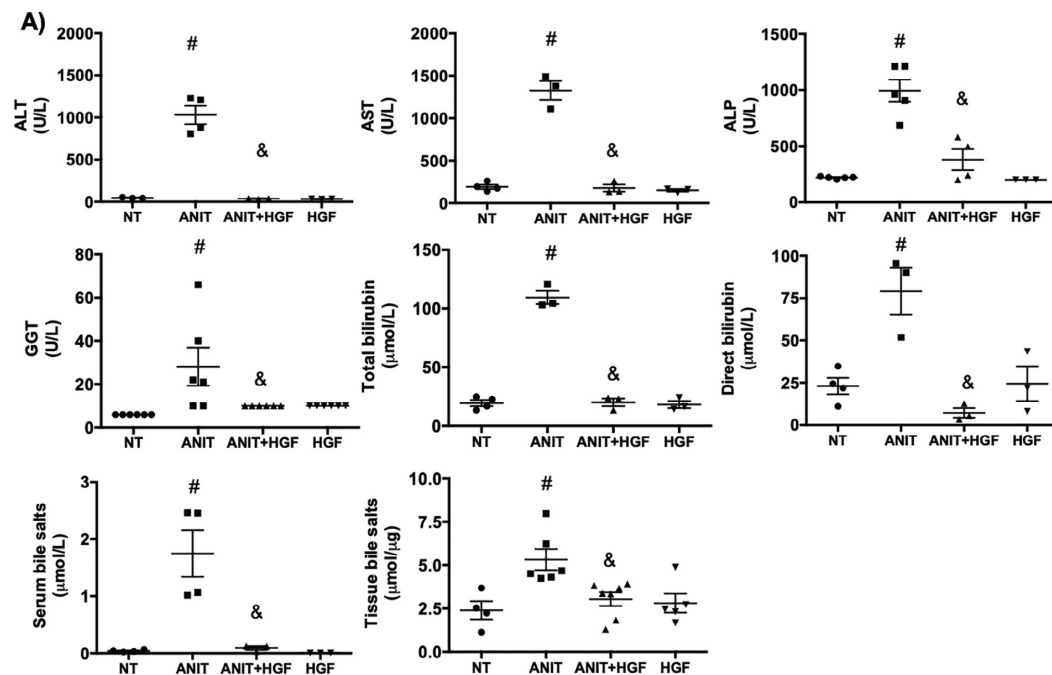 A)
ALT
(U/L)
2000
1500
1000
500
0
#
&
NT ANIT ANIT+HGF HGF
AST
(U/L)
2000
1500
1000
500
0
#
&
NT ANIT ANIT+HGF HGF
ALP
(U/L)
1500
1000
500
0
#
&
NT ANIT ANIT+HGF HGF
GGT
(U/L)
80
60
40
20
0
#
&
NT ANIT ANIT+HGF HGF
Total bilirubin
(μmol/L)
150
100
50
0
#
&
NT ANIT ANIT+HGF HGF
Direct bilirubin
(μmol/L)
100
75
50
25
0
#
&
NT ANIT ANIT+HGF HGF
Serum bile salts
(μmol/L)
3
2
1
0
#
&
NT ANIT ANIT+HGF HGF
Tissue bile salts
(μmol/μg)
10.0
7.5
5.0
2.5
0.0
#
&
NT ANIT ANIT+HGF HGF